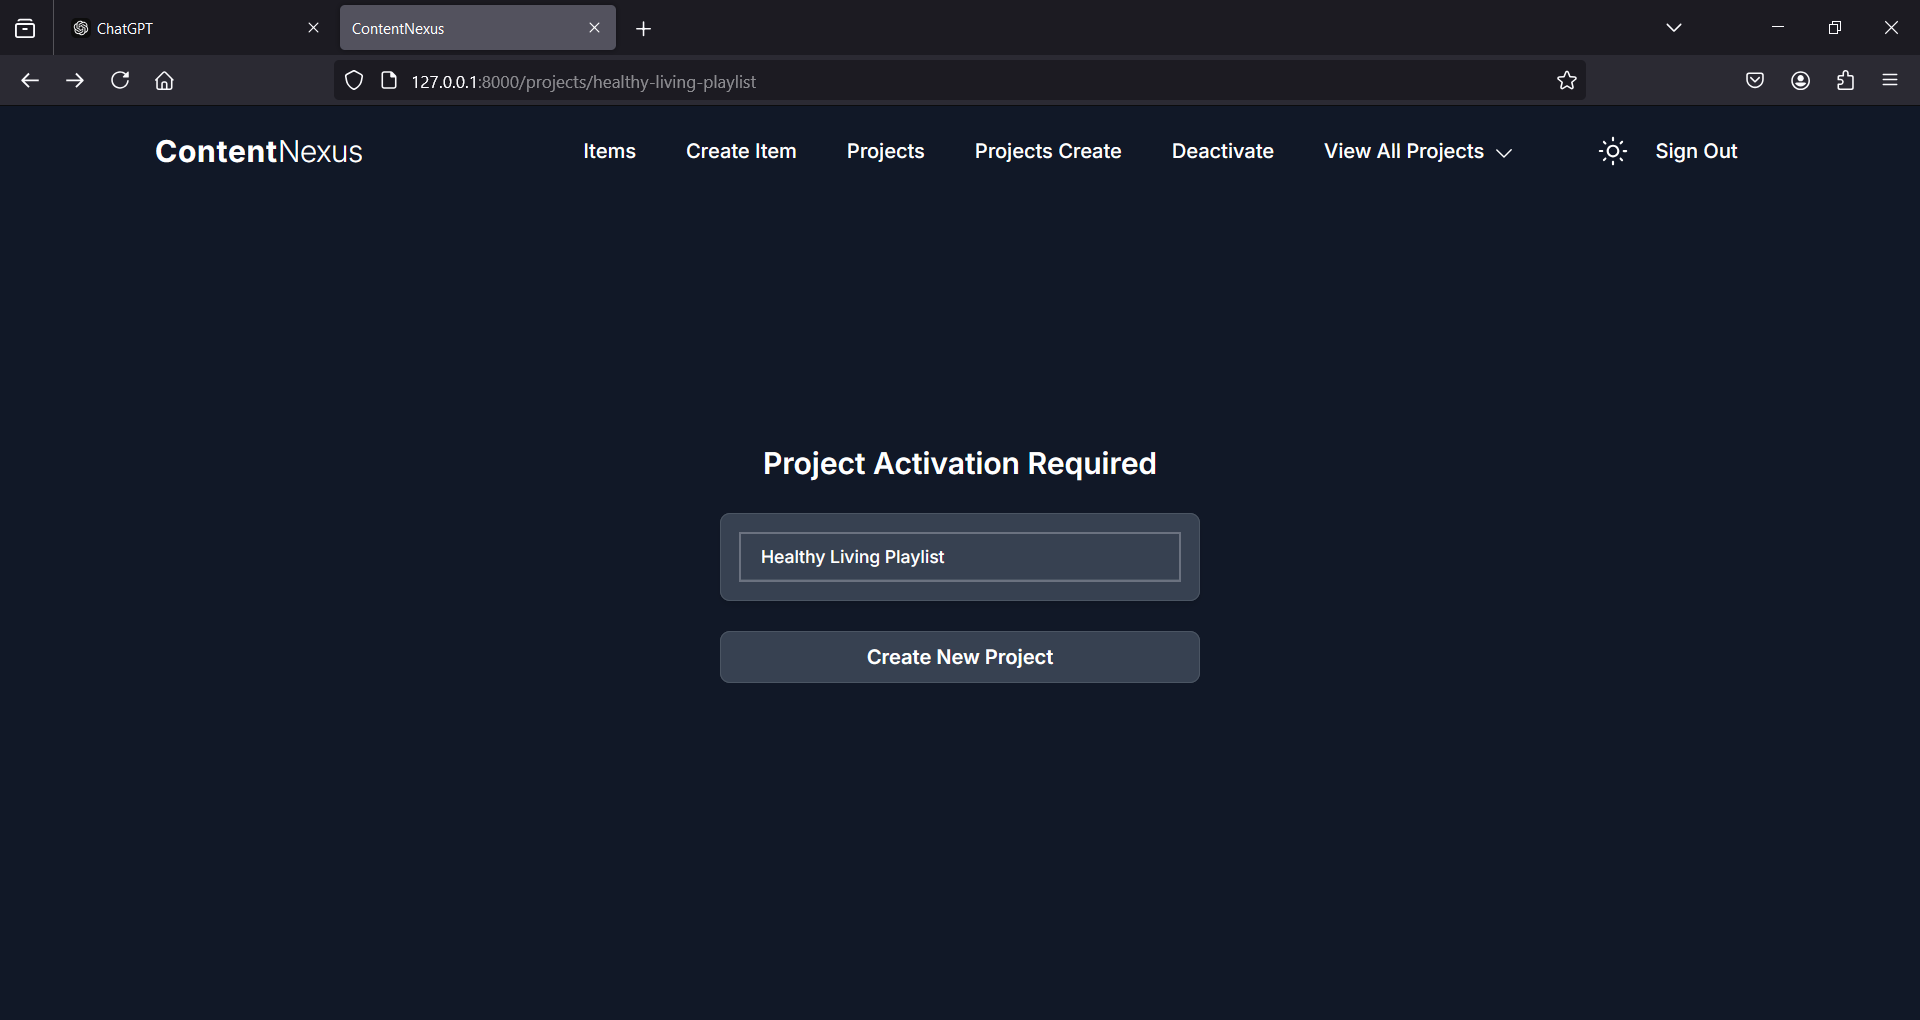 ChatGPT
ContentNexus
127.0.0.1:8000/projects/healthy-living-playlist
ContentNexus
Items
Create Item
Projects
Projects Create
Deactivate
View All Projects
Sign Out
Project Activation Required
Healthy Living Playlist
Create New Project